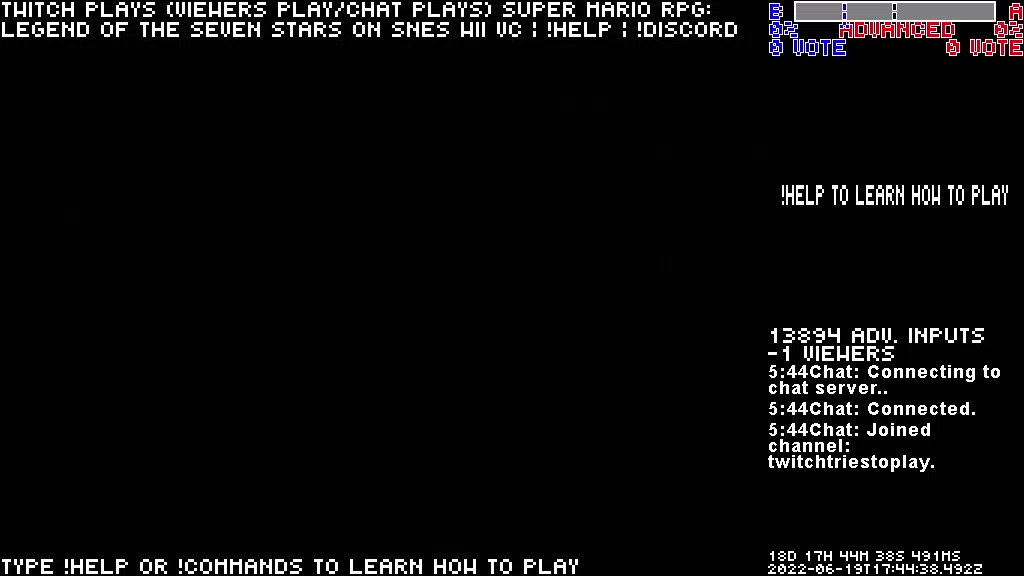 TWITCH PLAYS (VIEWERS PLAY/CHAT PLAYS) SUPER MARIO RPG:
LEGEND OF THE SEVEN STARS ON SNES WII VC | !HELP | !DISCORD
B A
0% ADVANCED 0%
0 VOTE 0 VOTE
!HELP TO LEARN HOW TO PLAY
13894 ADV. INPUTS
-1 VIEWERS
5:44Chat: Connecting to
chat server..
5:44Chat: Connected.
5:44Chat: Joined
channel:
twitchtriestoplay.
18D 17H 44M 38S 491MS
2022-06-19T17:44:38.492Z
TYPE !HELP OR !COMMANDS TO LEARN HOW TO PLAY